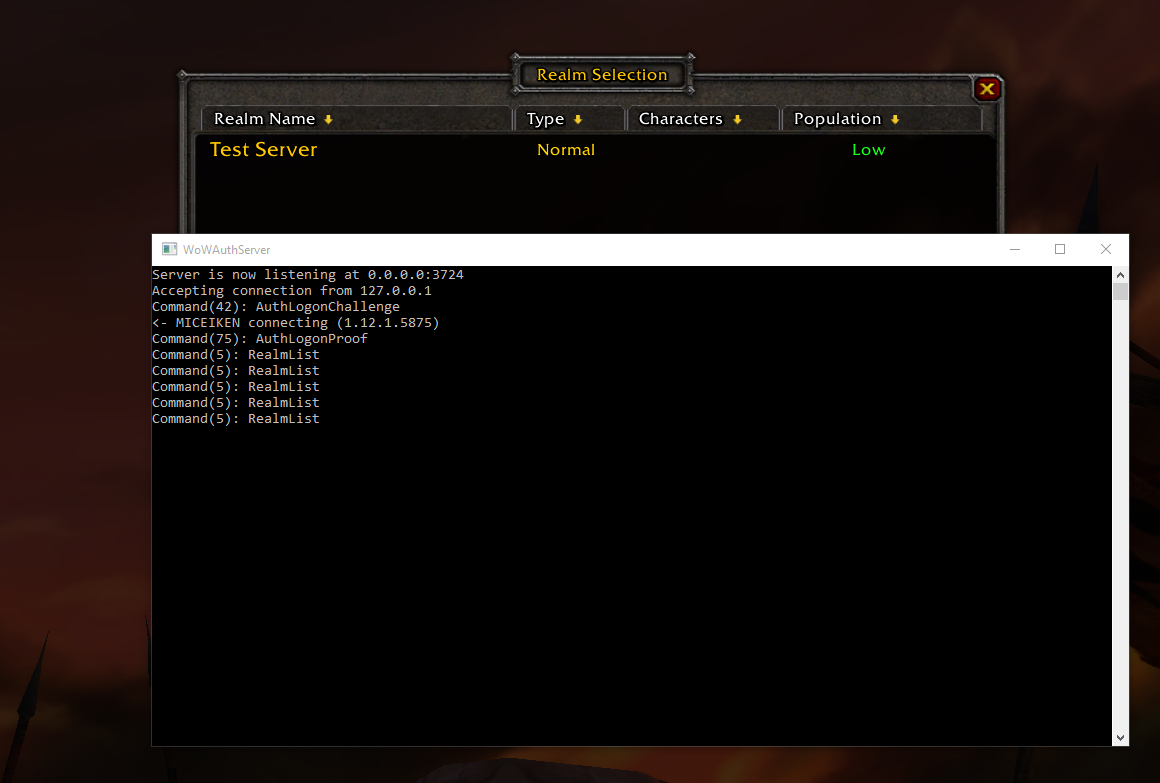 Realm Selection
Realm Name Type Characters Population
Test Server Normal Low
WoWAuthServer
Server is now listening at 0.0.0.0:3724
Accepting connection from 127.0.0.1
Command(42): AuthLogonChallenge
<- MICEIKEN connecting (1.12.1.5875)
Command(75): AuthLogonProof
Command(5): RealmList
Command(5): RealmList
Command(5): RealmList
Command(5): RealmList
Command(5): RealmList